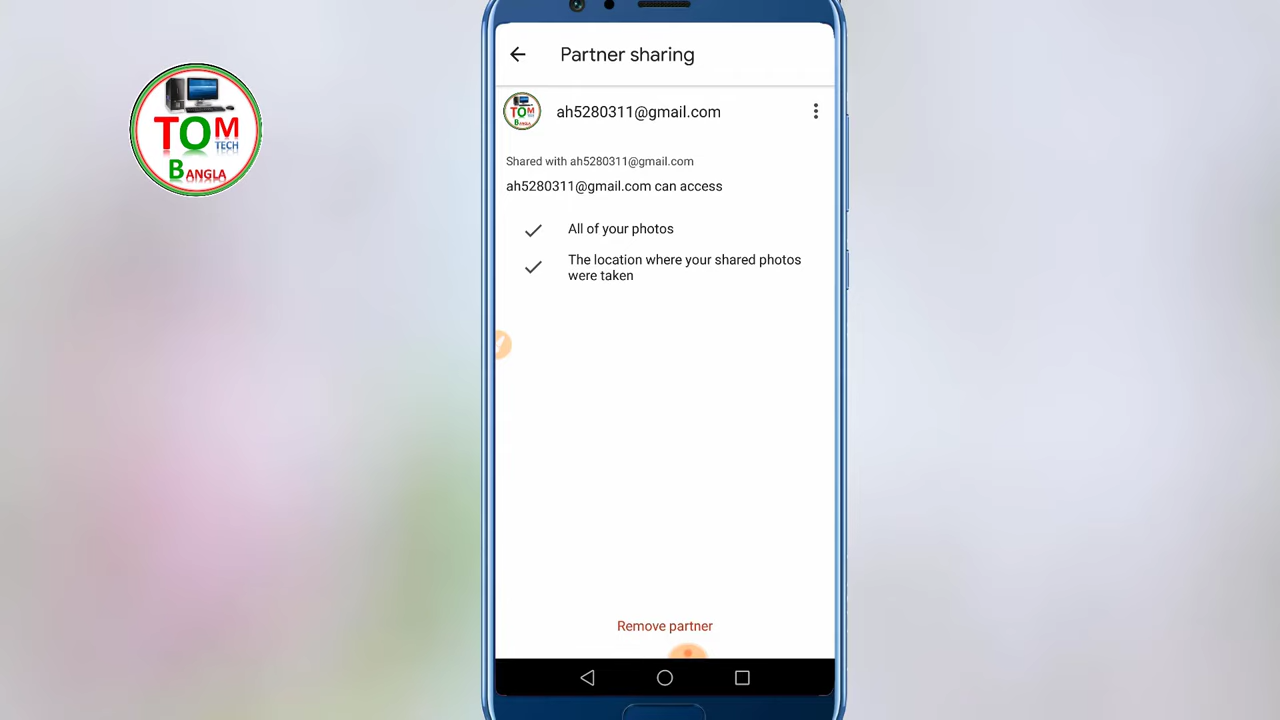 TOM
TECH
BANGLA
Partner sharing
TOM
ah5280311@gmail.com
Shared with ah5280311@gmail.com
ah5280311@gmail.com can access
All of your photos
The location where your shared photos
were taken
Remove partner